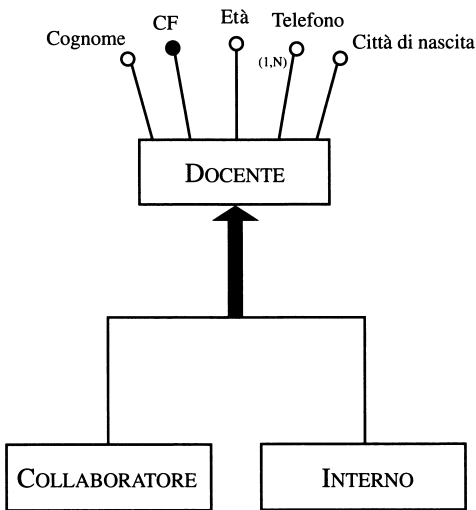 Cognome
CF
Età
Telefono
Città di nascita
(1,N)
DOCENTE
COLLABORATORE
INTERNO